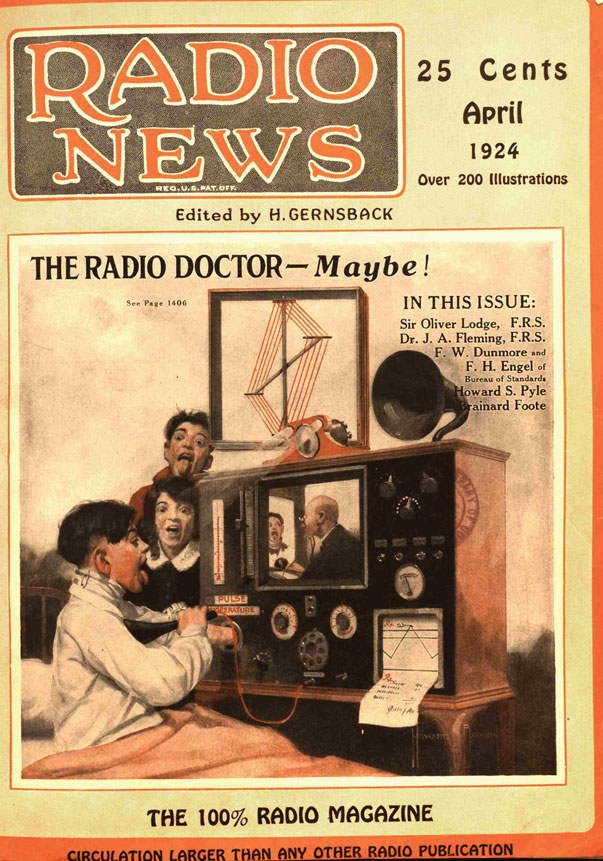 RADIO
NEWS
REG.U.S.PAT.OFF.
25 Cents
April
1924
Over 200 Illustrations
Edited by H. GERNSBACK
THE RADIO DOCTOR—Maybe!
See Page 1406
IN THIS ISSUE:
Sir Oliver Lodge, F.R.S.
Dr. J. A. Fleming, F.R.S.
F. W. Dunmore and
F. H. Engel of
Bureau of Standards
Howard S. Pyle
Brainard Foote
PULSE
TEMPERATURE
THE 100% RADIO MAGAZINE
CIRCULATION LARGER THAN ANY OTHER RADIO PUBLICATION